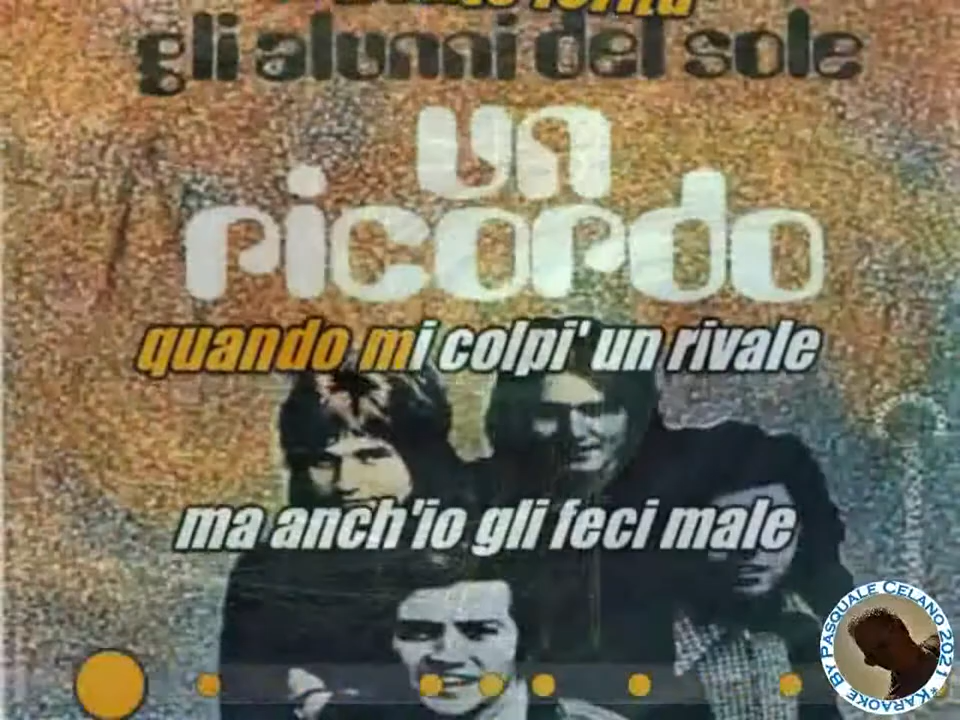 gli alunni del sole
un
ricordo
quando mi colpi' un rivale
ma anch'io gli feci male
*KARAOKE BY PASQUALE CELANO 2021